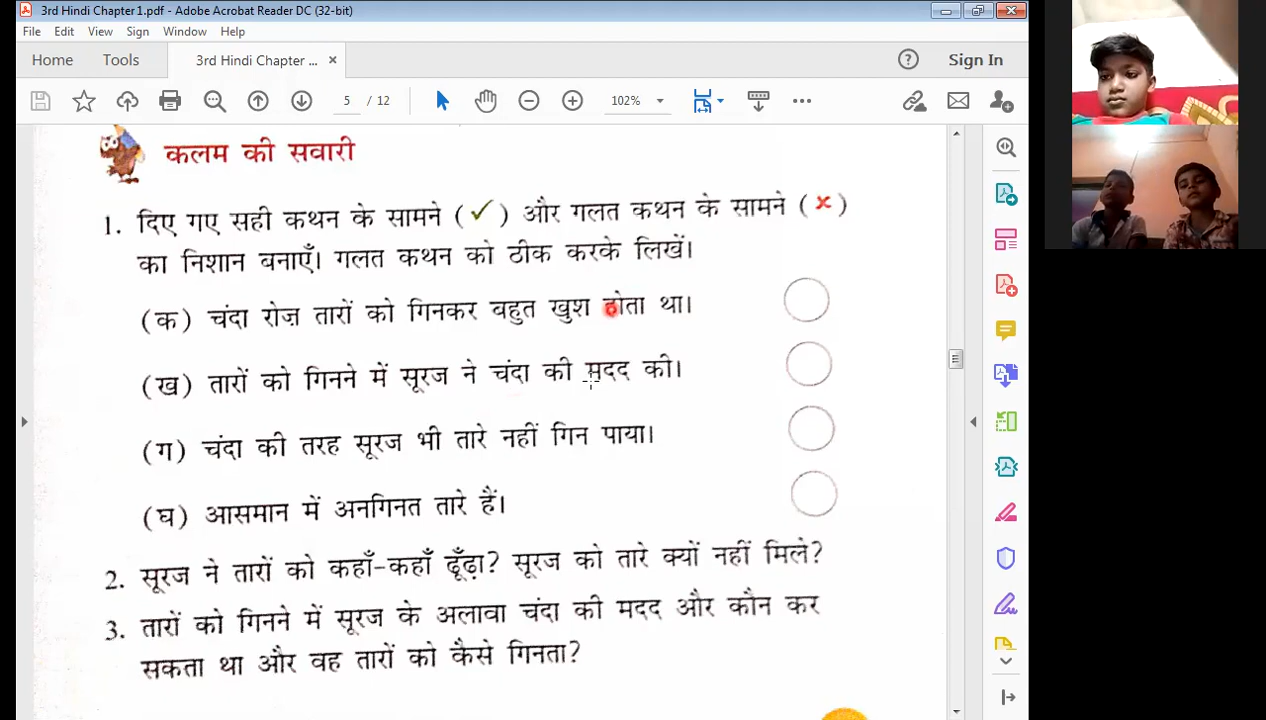 3rd Hindi Chapter1.pdf - Adobe Acrobat Reader DC (32-bit)
File Edit View Sign Window Help
Home Tools 3rd Hindi Chapter ... × Sign In
5 / 12 102%
कलम की सवारी
1. दिए गए सही कथन के सामने (✓) और गलत कथन के सामने (×)
का निशान बनाएँ। गलत कथन को ठीक करके लिखें।
(क) चंदा रोज़ तारों को गिनकर बहुत खुश होता था।
(ख) तारों को गिनने में सूरज ने चंदा की मदद की।
(ग) चंदा की तरह सूरज भी तारे नहीं गिन पाया।
(घ) आसमान में अनगिनत तारे हैं।
2. सूरज ने तारों को कहाँ-कहाँ ढूँढ़ा? सूरज को तारे क्यों नहीं मिले?
3. तारों को गिनने में सूरज के अलावा चंदा की मदद और कौन कर
सकता था और वह तारों को कैसे गिनता?